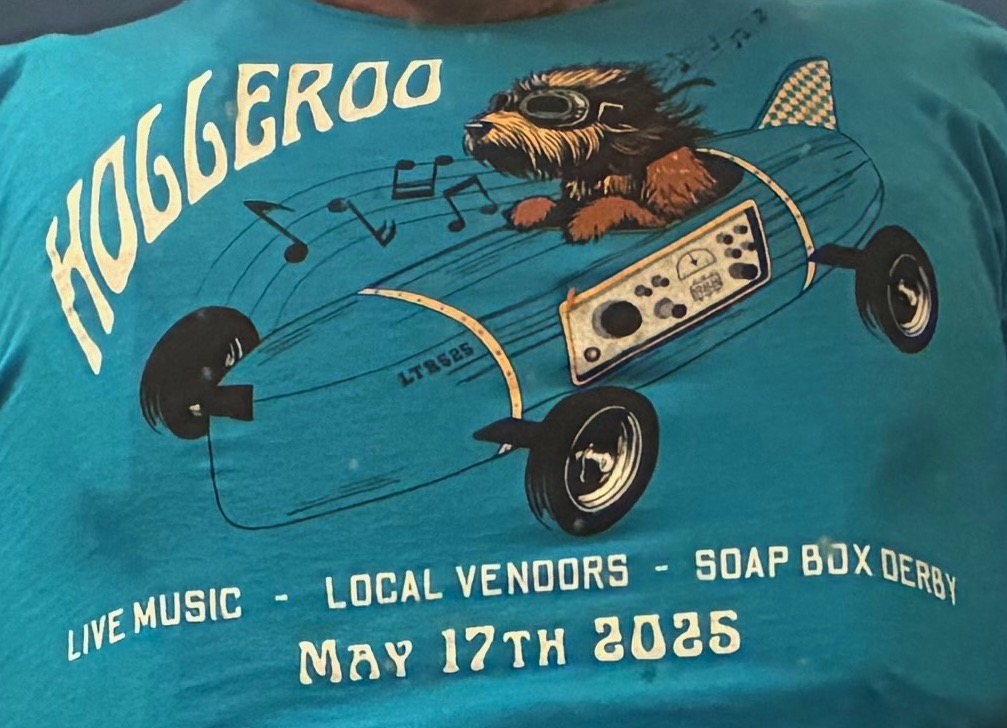 HOLLEROO
LTR525
LIVE MUSIC - LOCAL VENDORS - SOAP BOX DERBY
MAY 17TH 2025